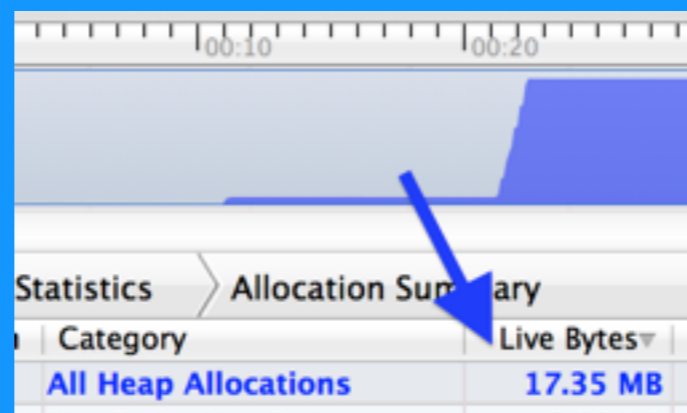 00:10 00:20
Statistics Allocation Summary
Category Live Bytes
All Heap Allocations 17.35 MB